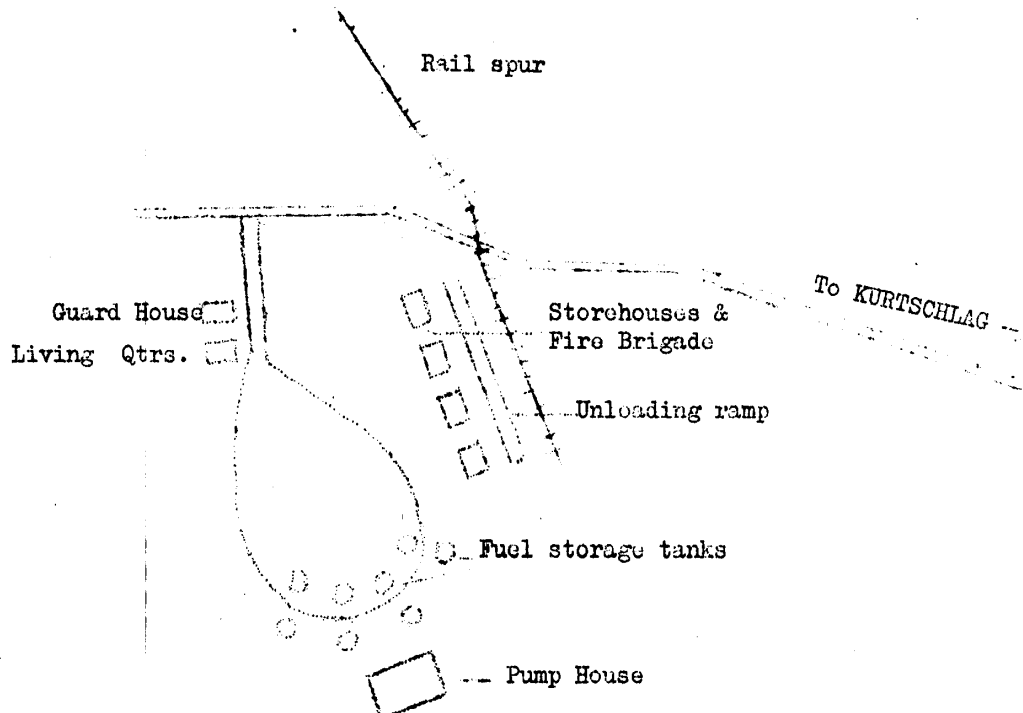 Rail spur
To KURTSCHLAG --
Guard House
Storehouses &
Fire Brigade
Living Qtrs.
Unloading ramp
Fuel storage tanks
Pump House